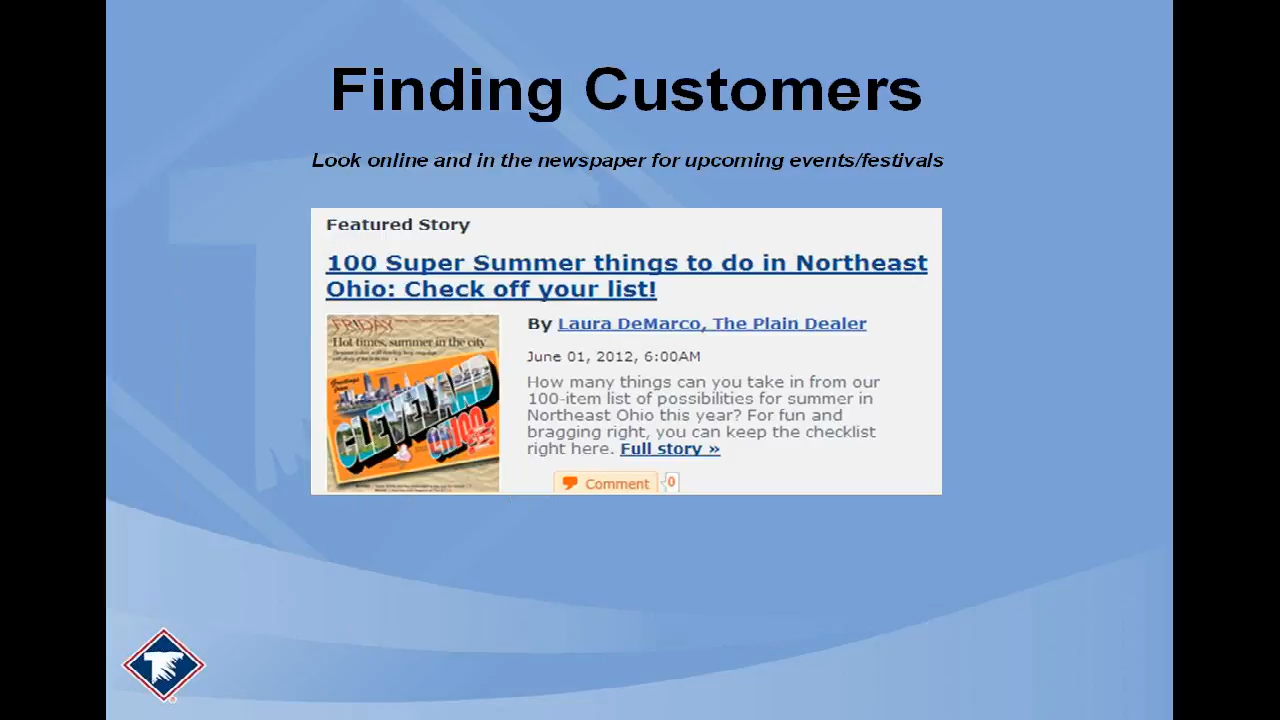 Finding Customers
Look online and in the newspaper for upcoming events/festivals
Featured Story
100 Super Summer things to do in Northeast
Ohio: Check off your list!
FRIDAY
Hot times, summer in the city
Greetings from
CLEVELAND
OH100
By Laura DeMarco, The Plain Dealer
June 01, 2012, 6:00AM
How many things can you take in from our
100-item list of possibilities for summer in
Northeast Ohio this year? For fun and
bragging right, you can keep the checklist
right here. Full story »
Comment 0
T
®